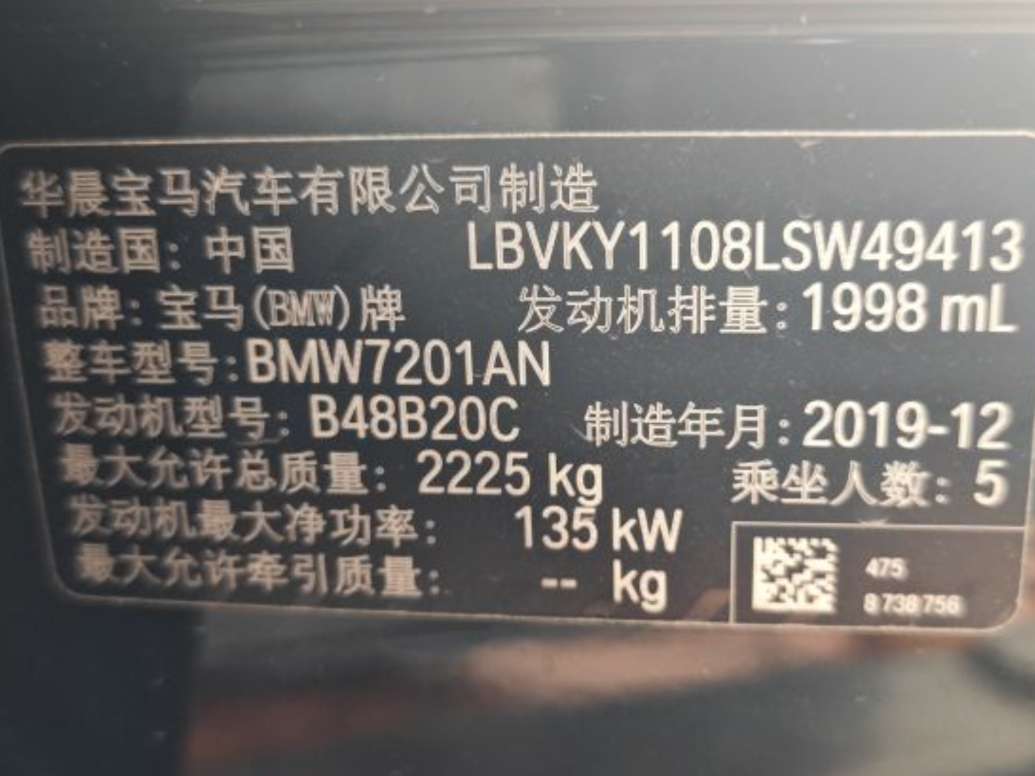 华晨宝马汽车有限公司制造
制造国：中国 LBVKY1108LSW49413
品牌：宝马(BMW)牌 发动机排量：1998 mL
整车型号：BMW7201AN
发动机型号：B48B20C 制造年月：2019-12
最大允许总质量：2225 kg 乘坐人数：5
发动机最大净功率：135 kW
最大允许牵引质量：-- kg
475
8 738 756